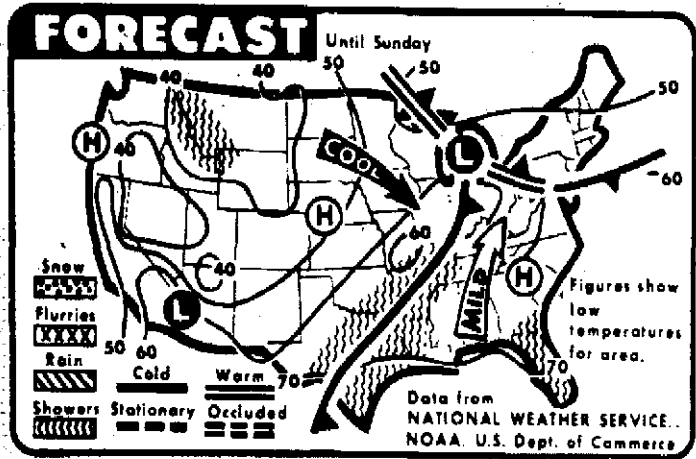 FORECAST
Until Sunday
50
50
40
40
50
60
H
40
COOL
L
H
60
40
H
MILD
L
Snow
Flurries
Rain
Showers
50
60
Cold
Warm
Stationary
Occluded
70
70
Figures show
low
temperatures
for area.
Data from
NATIONAL WEATHER SERVICE..
NOAA. U.S. Dept. of Commerce